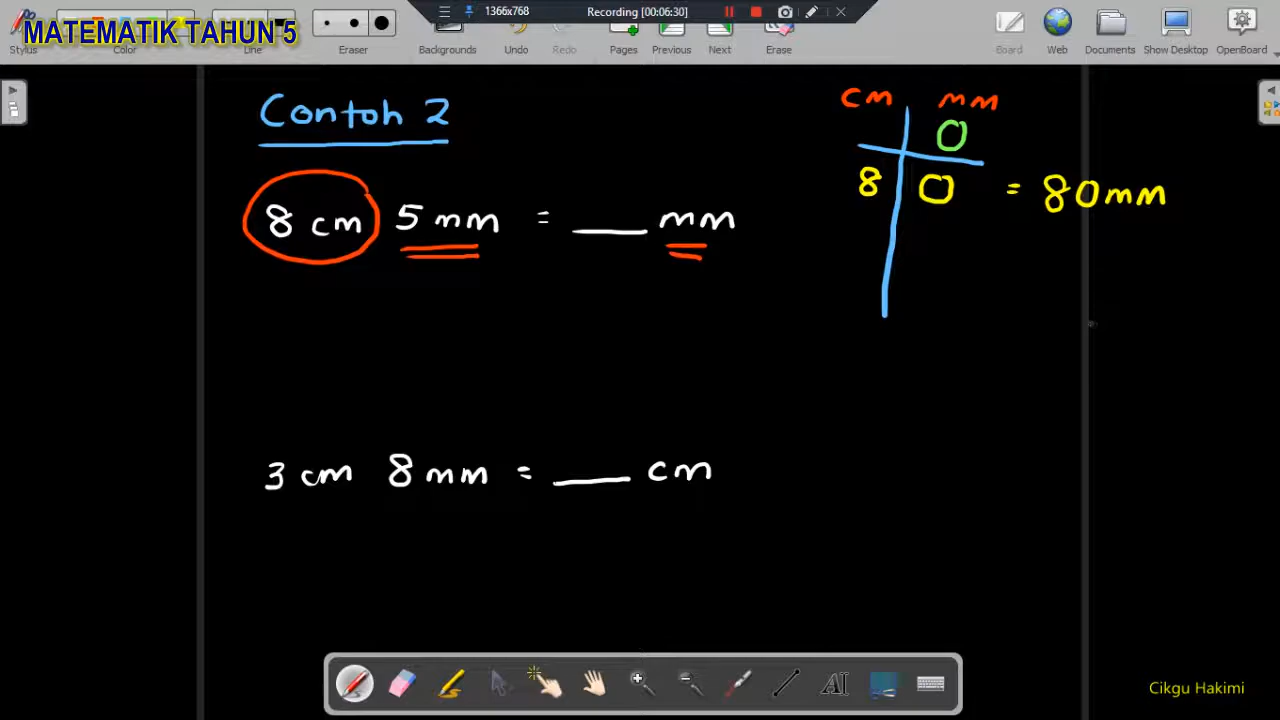 1366x768
Recording [00:06:30]
MATEMATIK TAHUN 5
Stylus Color Line Eraser Backgrounds Undo Redo Pages Previous Next Erase Board Web Documents Show Desktop OpenBoard
Contoh 2
8 cm 5 mm = ___ mm
cm mm
0
8 0 = 80mm
3 cm 8 mm = ___ cm
AI
Cikgu Hakimi